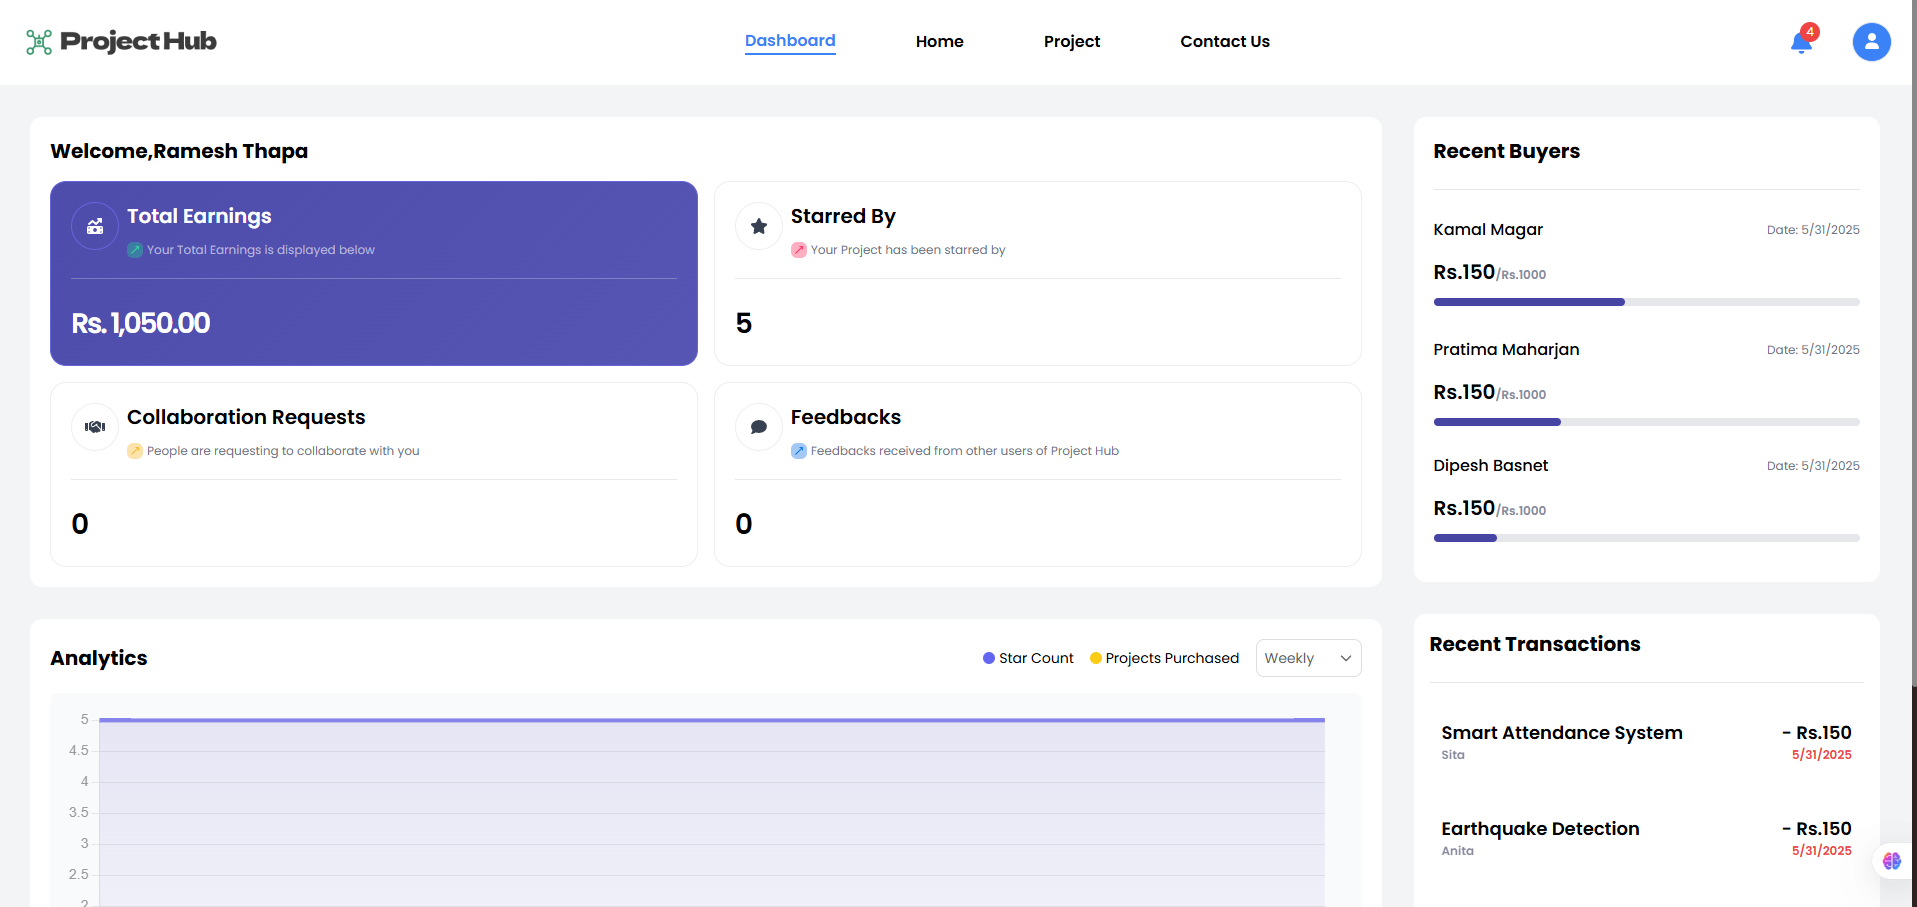 Project Hub
Dashboard
Home
Project
Contact Us
4
Welcome,Ramesh Thapa
Total Earnings
Your Total Earnings is displayed below
Rs. 1,050.00
Starred By
Your Project has been starred by
5
Collaboration Requests
People are requesting to collaborate with you
0
Feedbacks
Feedbacks received from other users of Project Hub
0
Recent Buyers
Kamal Magar
Date: 5/31/2025
Rs.150/Rs.1000
Pratima Maharjan
Date: 5/31/2025
Rs.150/Rs.1000
Dipesh Basnet
Date: 5/31/2025
Rs.150/Rs.1000
Analytics
Star Count
Projects Purchased
Weekly
5
4.5
4
3.5
3
2.5
2
Recent Transactions
Smart Attendance System
- Rs.150
Sita
5/31/2025
Earthquake Detection
- Rs.150
Anita
5/31/2025